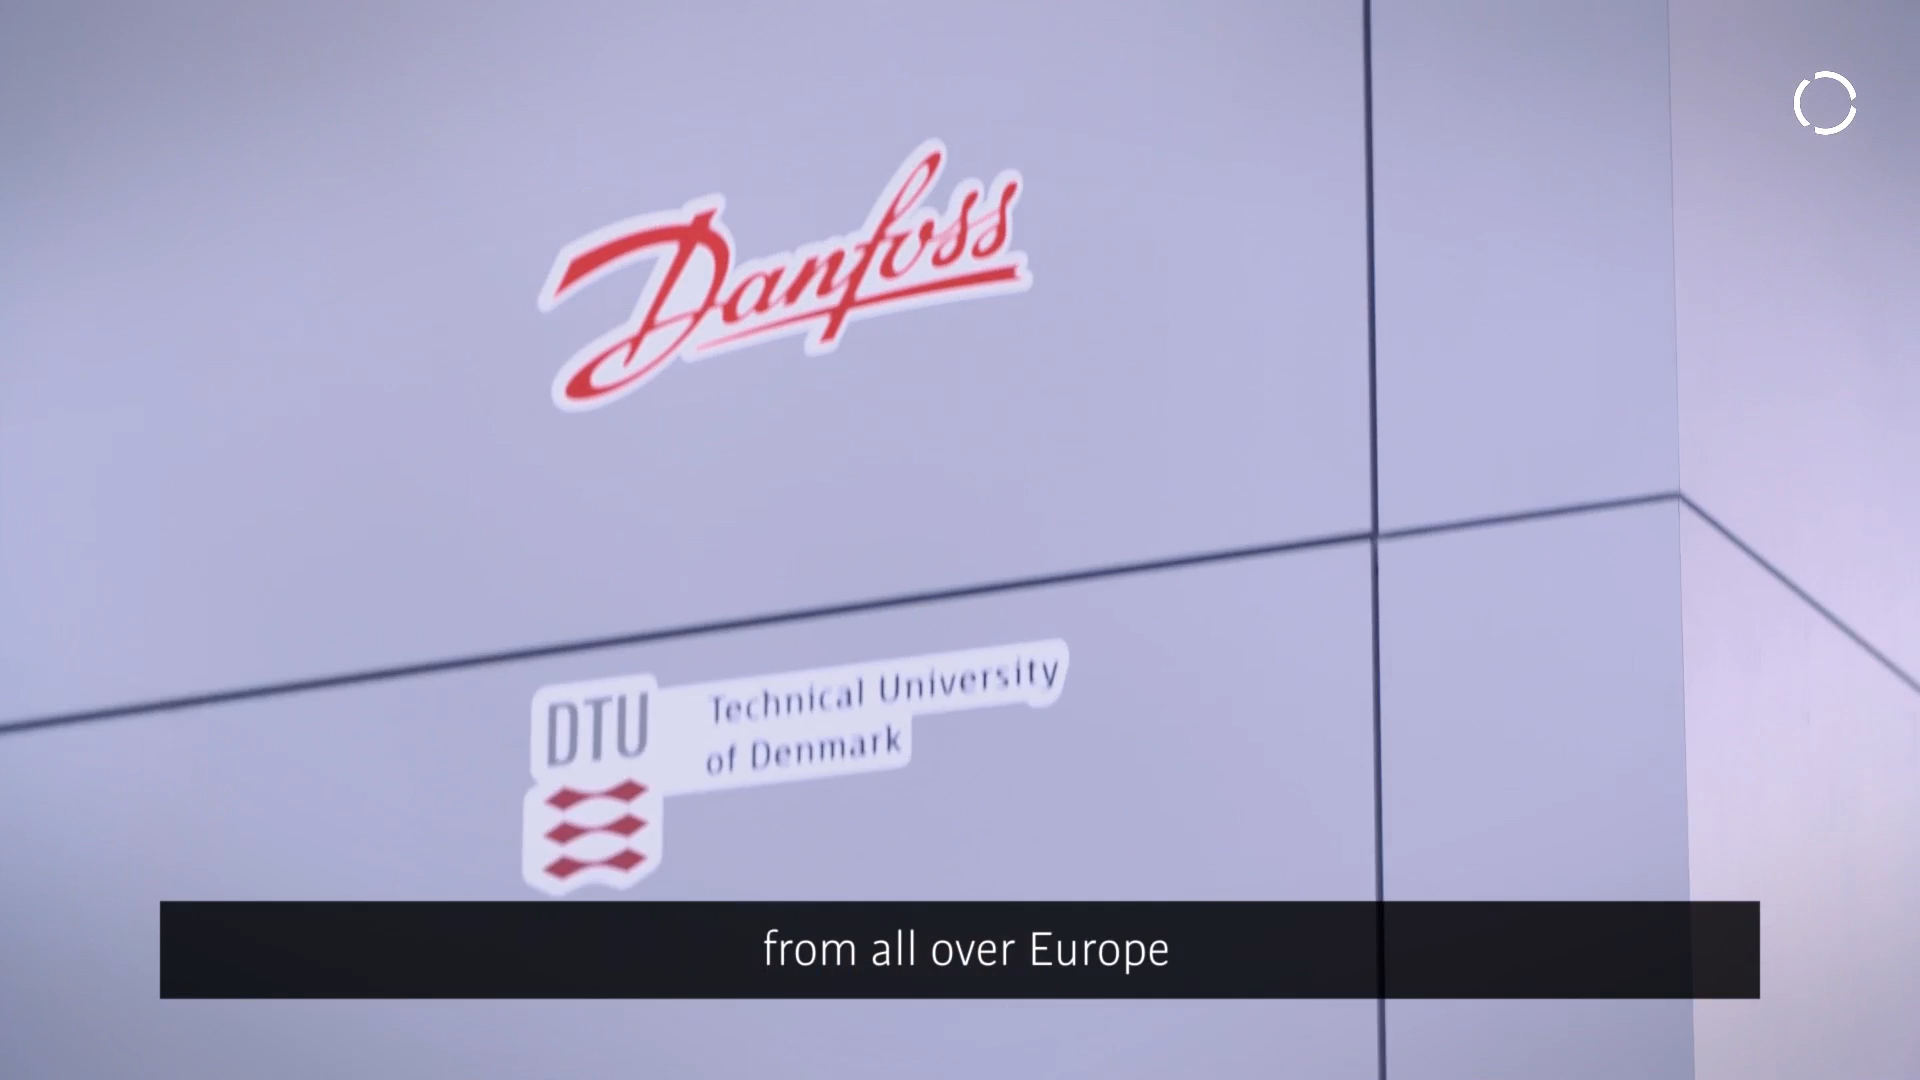 Danfoss
DTU
Technical University
of Denmark
from all over Europe